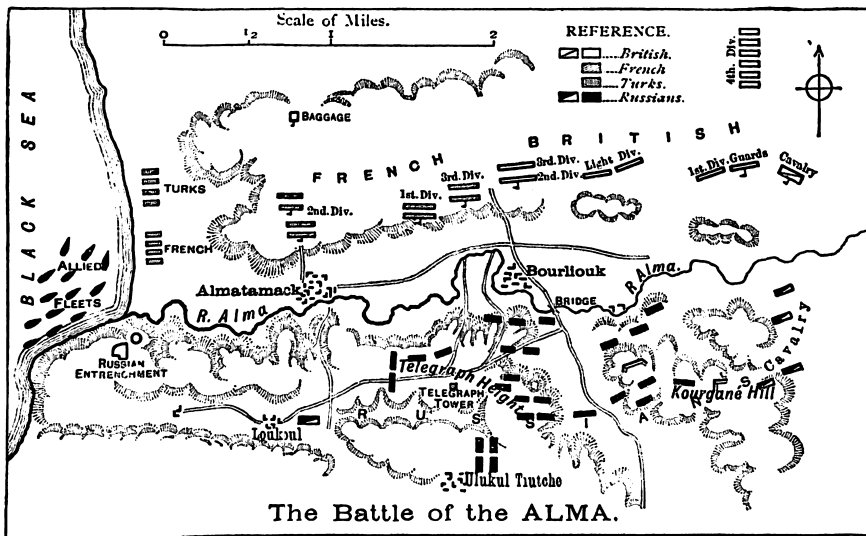 Scale of Miles.
0 1/2 1 2
REFERENCE.
British.
French
Turks.
Russians.
4th. Div.
BLACK SEA
BAGGAGE
FRENCH
BRITISH
TURKS
FRENCH
2nd. Div.
1st. Div.
3rd. Div.
3rd. Div.
2nd. Div.
Light Div.
1st. Div. Guards
Cavalry
ALLIED
FLEETS
Almatamack
Bourliouk
R. Alma
R. Alma.
BRIDGE
RUSSIAN
ENTRENCHMENT
Telegraph Height
TELEGRAPH
TOWER
Cavalry
Kourgané Hill
Loukoul
RUSSIANS
Ulukul Tiutche
The Battle of the ALMA.